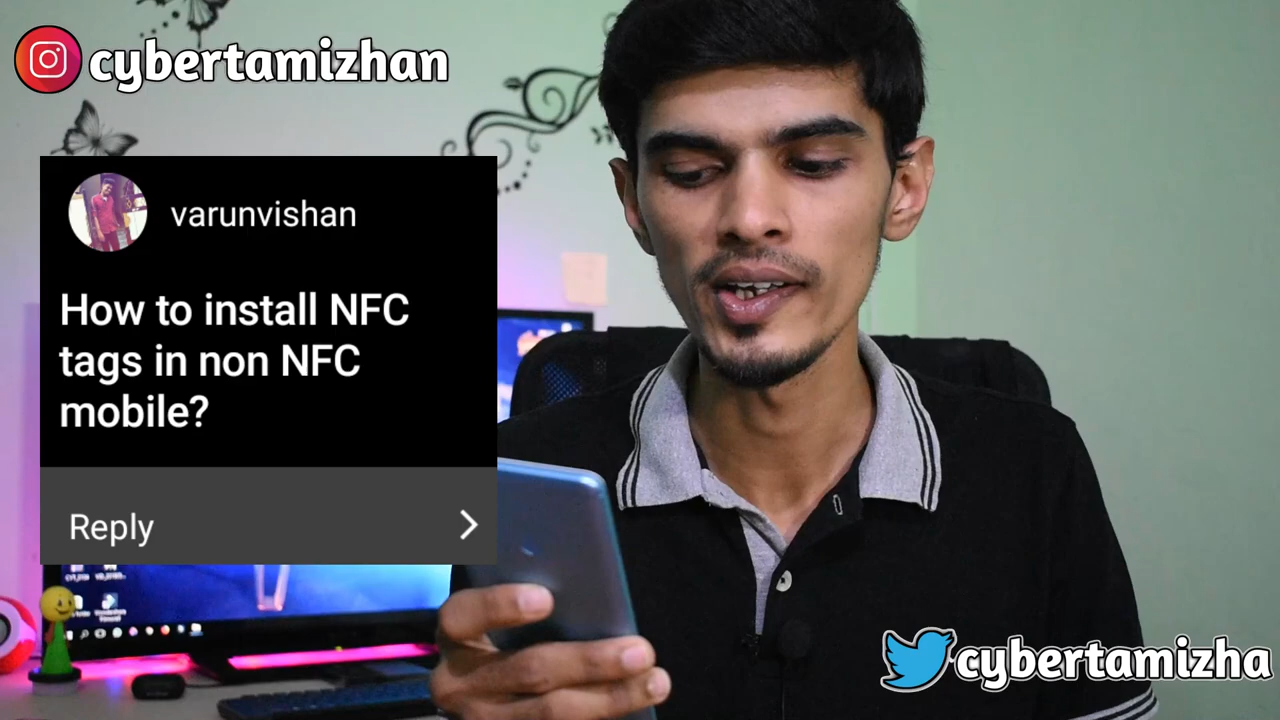 cybertamizhan
varunvishan
How to install NFC
tags in non NFC
mobile?
Reply
cybertamizha